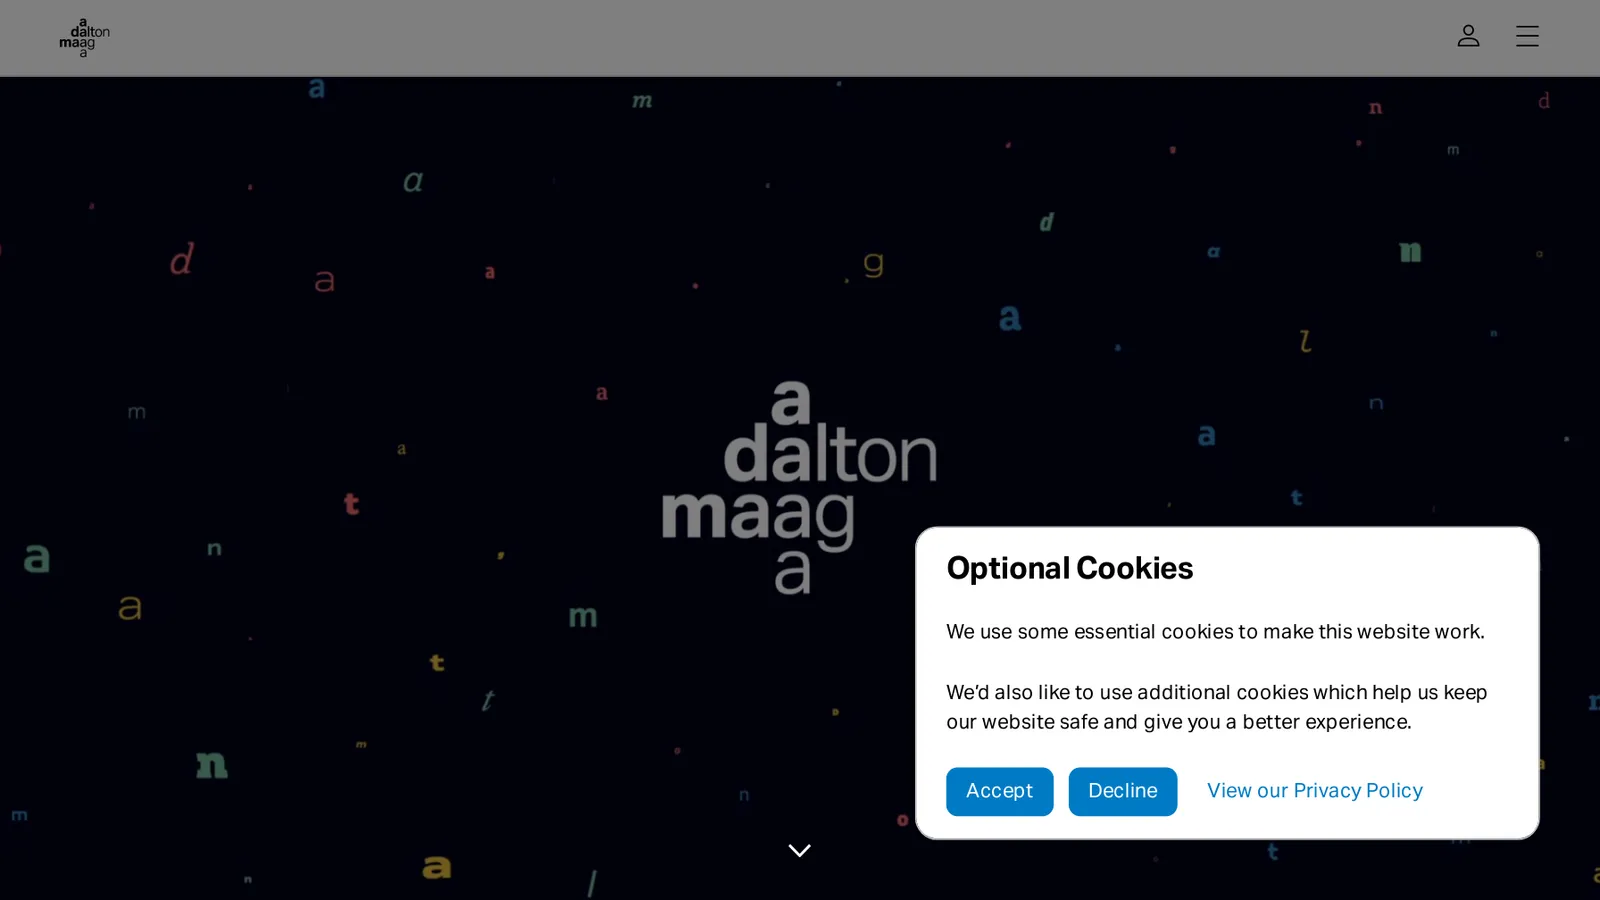 a
dalton
maag
a
a
dalton
maag
a
Optional Cookies
We use some essential cookies to make this website work.
We'd also like to use additional cookies which help us keep
our website safe and give you a better experience.
Accept
Decline
View our Privacy Policy